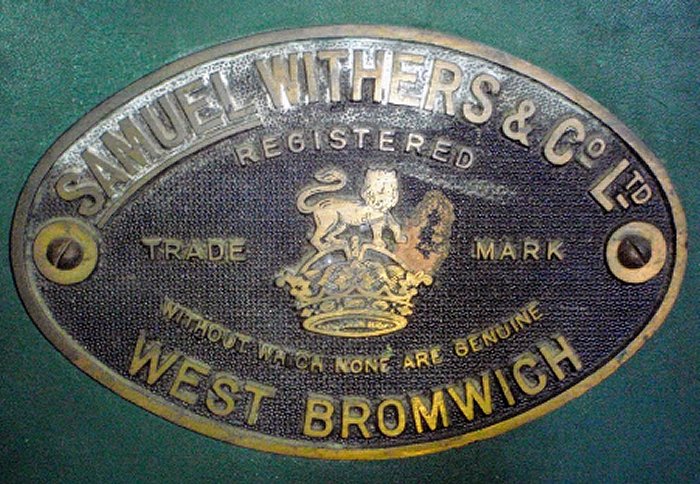 SAMUEL WITHERS & Co LTD
REGISTERED
TRADE MARK
WITHOUT WHICH NONE ARE GENUINE
WEST BROMWICH